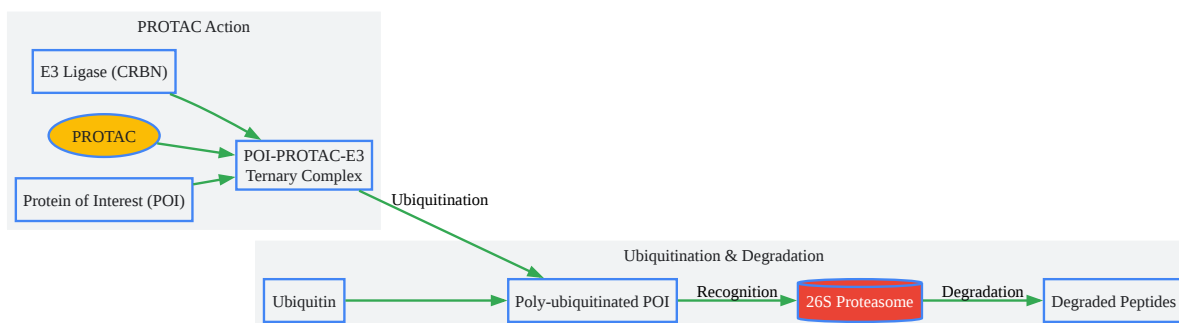 PROTAC Action
E3 Ligase (CRBN)
PROTAC
Protein of Interest (POI)
POI-PROTAC-E3
Ternary Complex
Ubiquitination
Ubiquitination & Degradation
Ubiquitin
Poly-ubiquitinated POI
Recognition
26S Proteasome
Degradation
Degraded Peptides